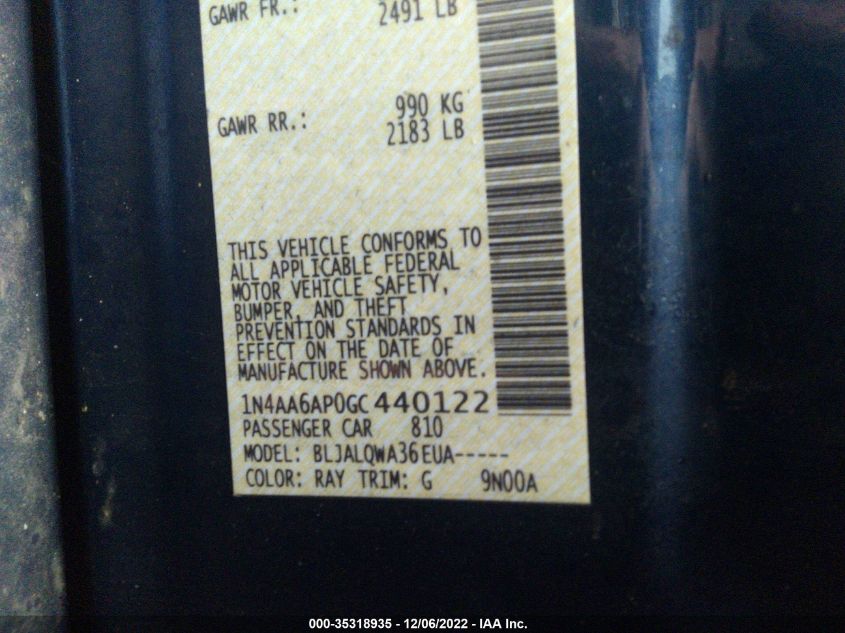 GAWR FR.: 2491 LB
990 KG
GAWR RR.: 2183 LB
THIS VEHICLE CONFORMS TO
ALL APPLICABLE FEDERAL
MOTOR VEHICLE SAFETY,
BUMPER, AND THEFT
PREVENTION STANDARDS IN
EFFECT ON THE DATE OF
MANUFACTURE SHOWN ABOVE.
1N4AA6AP0GC 440122
PASSENGER CAR 810
MODEL: BLJALQWA36EUA-----
COLOR: RAY TRIM: G 9N00A
000-35318935 - 12/06/2022 - IAA Inc.